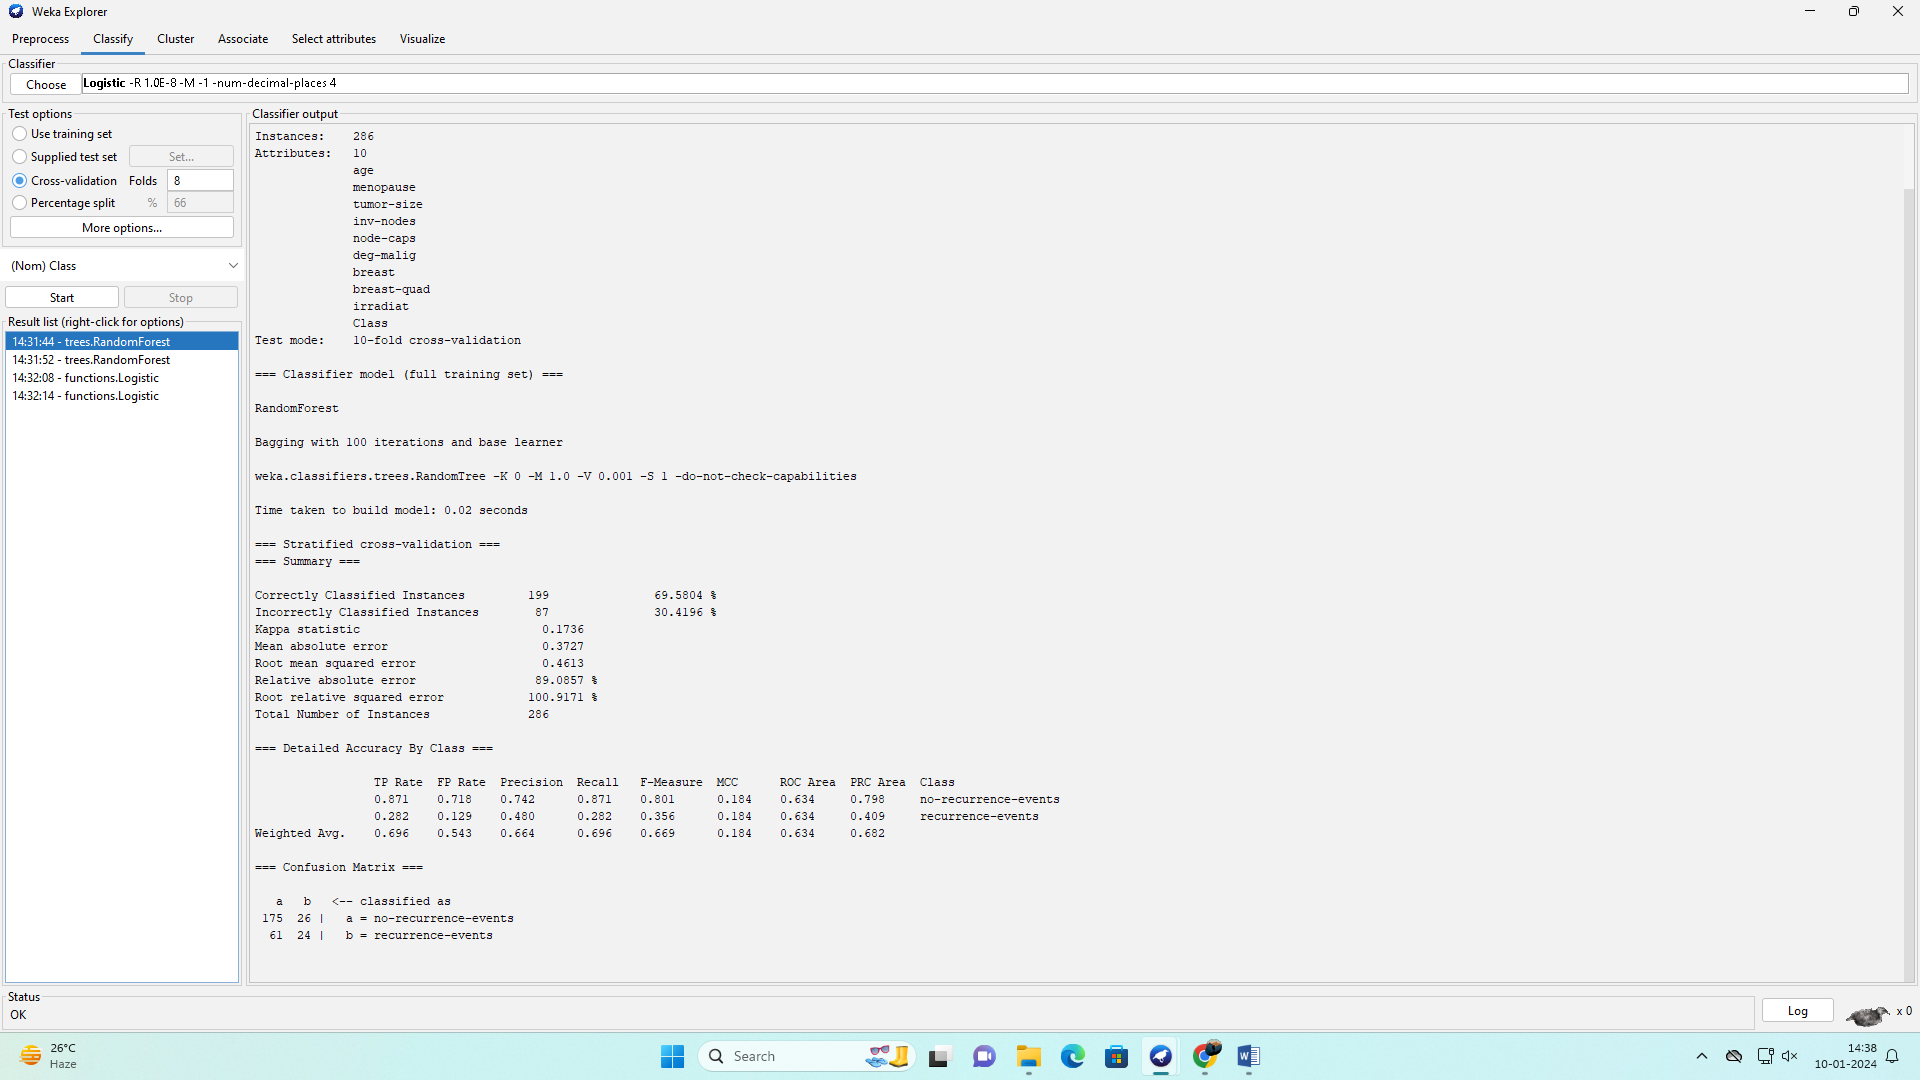 Weka Explorer
Preprocess Classify Cluster Associate Select attributes Visualize
Classifier
Choose Logistic -R 1.0E-8 -M -1 -num-decimal-places 4
Test options
Use training set
Supplied test set Set...
Cross-validation Folds 8
Percentage split % 66
More options...
(Nom) Class
Start Stop
Result list (right-click for options)
14:31:44 - trees.RandomForest
14:31:52 - trees.RandomForest
14:32:08 - functions.Logistic
14:32:14 - functions.Logistic
Classifier output
Instances: 286
Attributes: 10
age
menopause
tumor-size
inv-nodes
node-caps
deg-malig
breast
breast-quad
irradiat
Class
Test mode: 10-fold cross-validation
=== Classifier model (full training set) ===
RandomForest
Bagging with 100 iterations and base learner
weka.classifiers.trees.RandomTree -K 0 -M 1.0 -V 0.001 -S 1 -do-not-check-capabilities
Time taken to build model: 0.02 seconds
=== Stratified cross-validation ===
=== Summary ===
Correctly Classified Instances 199 69.5804 %
Incorrectly Classified Instances 87 30.4196 %
Kappa statistic 0.1736
Mean absolute error 0.3727
Root mean squared error 0.4613
Relative absolute error 89.0857 %
Root relative squared error 100.9171 %
Total Number of Instances 286
=== Detailed Accuracy By Class ===
TP Rate FP Rate Precision Recall F-Measure MCC ROC Area PRC Area Class
0.871 0.718 0.742 0.871 0.801 0.184 0.634 0.798 no-recurrence-events
0.282 0.129 0.480 0.282 0.356 0.184 0.634 0.409 recurrence-events
Weighted Avg. 0.696 0.543 0.664 0.696 0.669 0.184 0.634 0.682
=== Confusion Matrix ===
a b <-- classified as
175 26 | a = no-recurrence-events
61 24 | b = recurrence-events
Status
OK
Log
x 0
26°C
Haze
Search
14:38
10-01-2024